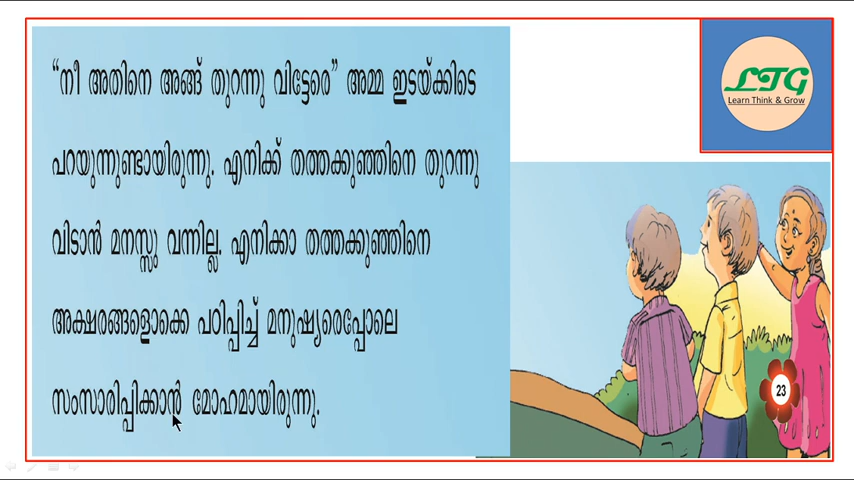 “നീ അതിനെ അങ്ങ് തുറന്നു വിട്ടേരെ” അമ്മ ഇടയ്ക്കിടെ
പറയുന്നുണ്ടായിരുന്നു. എനിക്ക് തത്തക്കുഞ്ഞിനെ തുറന്നു
വിടാൻ മനസ്സു വന്നില്ല. എനിക്കാ തത്തക്കുഞ്ഞിനെ
അക്ഷരങ്ങളൊക്കെ പഠിപ്പിച്ച് മനുഷ്യരെപ്പോലെ
സംസാരിപ്പിക്കാൻ മോഹമായിരുന്നു.
LTG
Learn Think & Grow
23